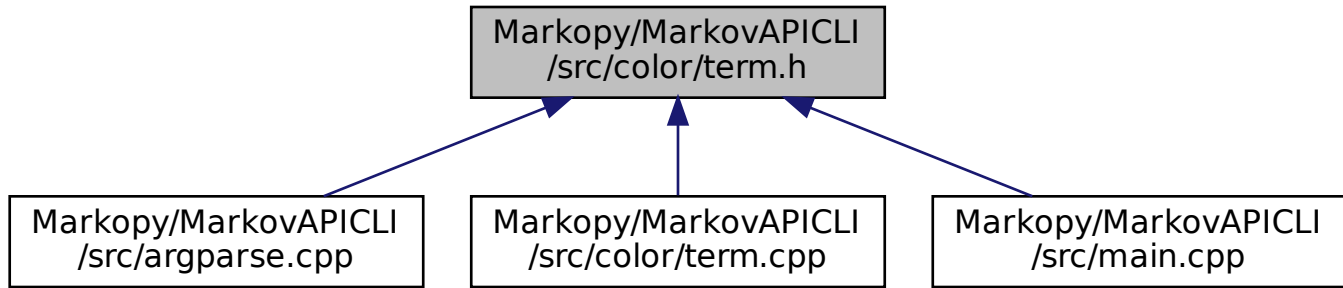 Markopy/MarkovAPICLI
/src/color/term.h
Markopy/MarkovAPICLI
/src/argparse.cpp
Markopy/MarkovAPICLI
/src/color/term.cpp
Markopy/MarkovAPICLI
/src/main.cpp